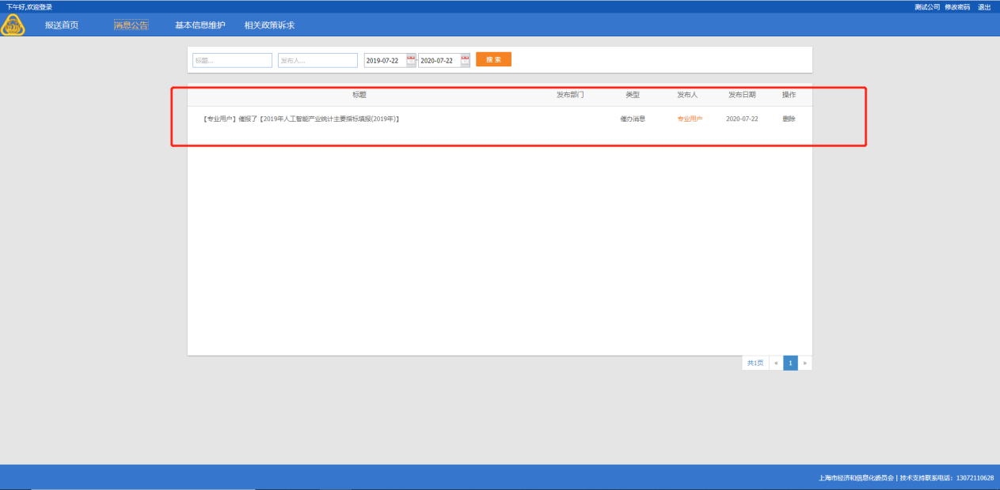 下午好,欢迎登录 测试公司 修改密码 退出
报送首页 消息公告 基本信息维护 相关政策诉求
标题... 发布人... 2019-07-22 - 2020-07-22 搜 索
标题 发布部门 类型 发布人 发布日期 操作
【专业用户】催报了【2019年人工智能产业统计主要指标填报(2019年)】 催办消息 专业用户 2020-07-22 删除
共1页 « 1 »
上海市经济和信息化委员会 | 技术支持联系电话：13072110628